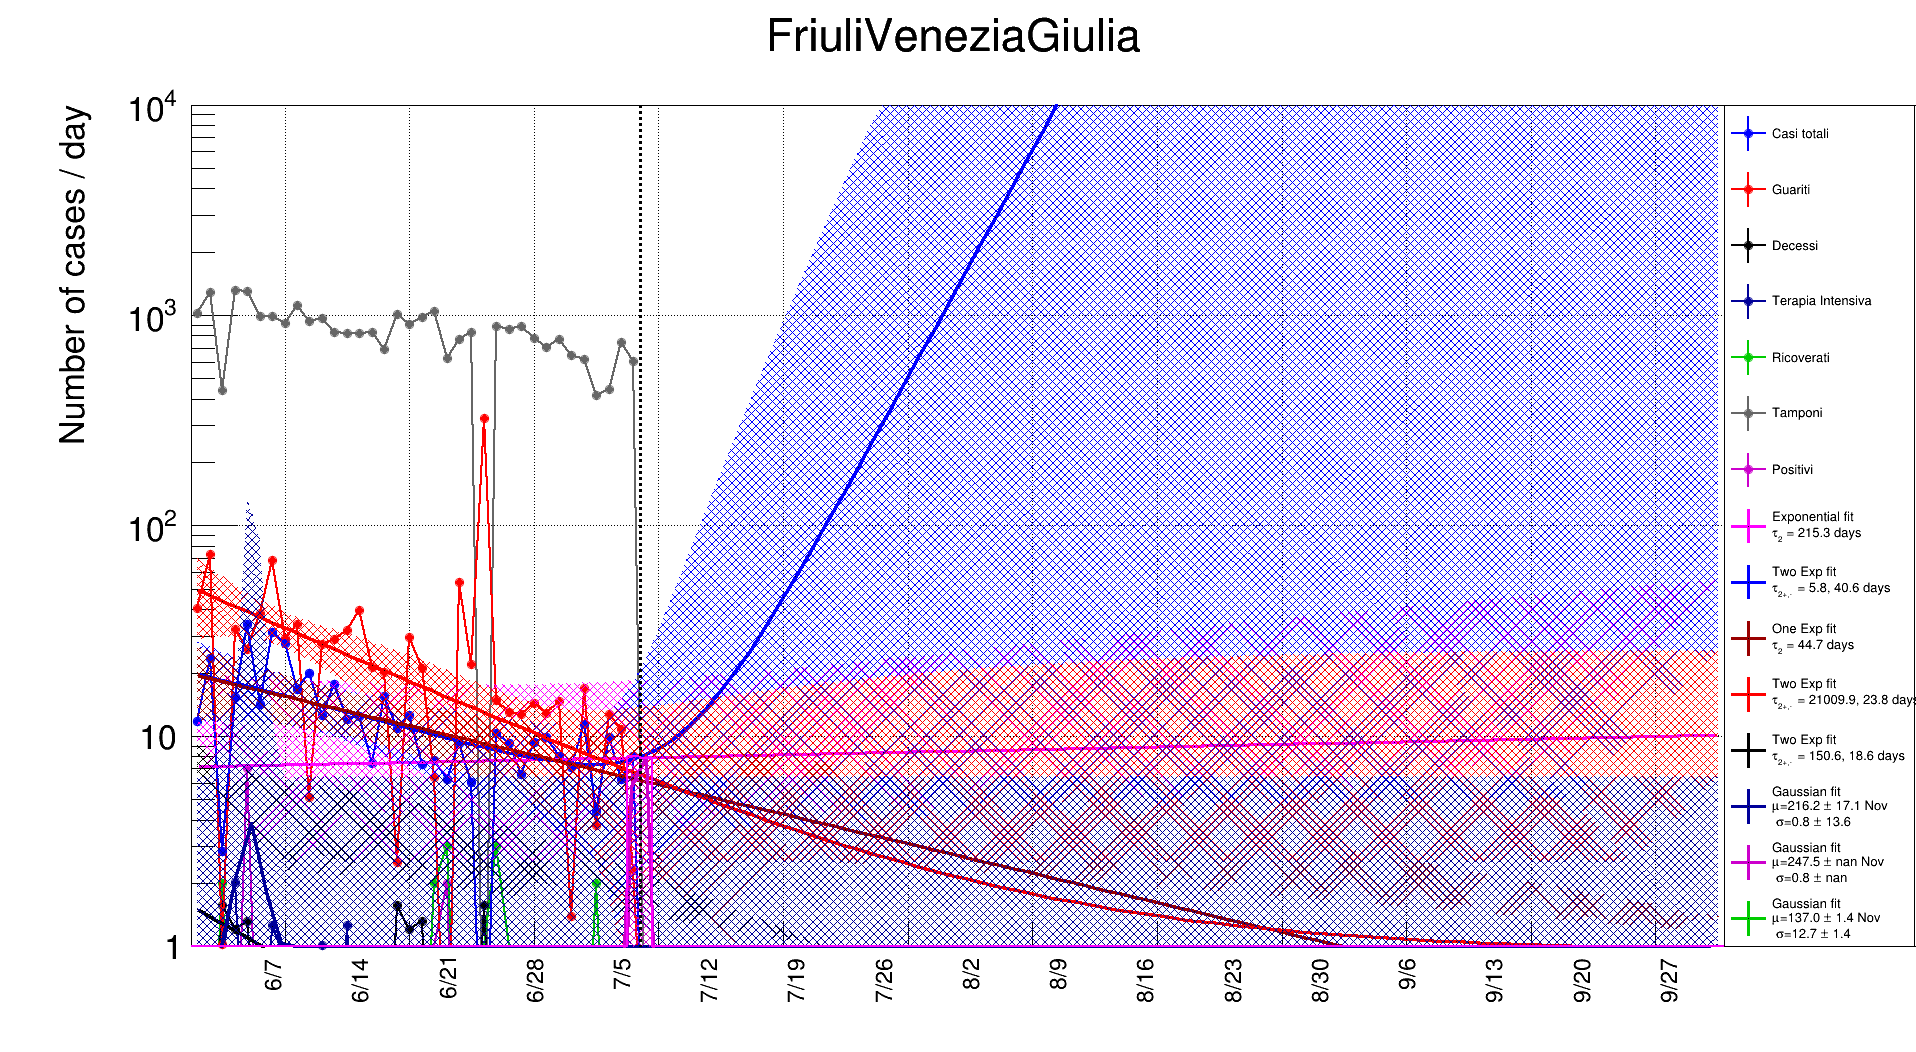 FriuliVeneziaGiulia
Number of cases / day
10^4
10^3
10^2
10
1
6/7
6/14
6/21
6/28
7/5
7/12
7/19
7/26
8/2
8/9
8/16
8/23
8/30
9/6
9/13
9/20
9/27
Casi totali
Guariti
Decessi
Terapia Intensiva
Ricoverati
Tamponi
Positivi
Exponential fit
τ_2 = 215.3 days
Two Exp fit
τ_2+,- = 5.8, 40.6 days
One Exp fit
τ_2 = 44.7 days
Two Exp fit
τ_2+,- = 21009.9, 23.8 days
Two Exp fit
τ_2+,- = 150.6, 18.6 days
Gaussian fit
μ=216.2 ± 17.1 Nov
σ=0.8 ± 13.6
Gaussian fit
μ=247.5 ± nan Nov
σ=0.8 ± nan
Gaussian fit
μ=137.0 ± 1.4 Nov
σ=12.7 ± 1.4